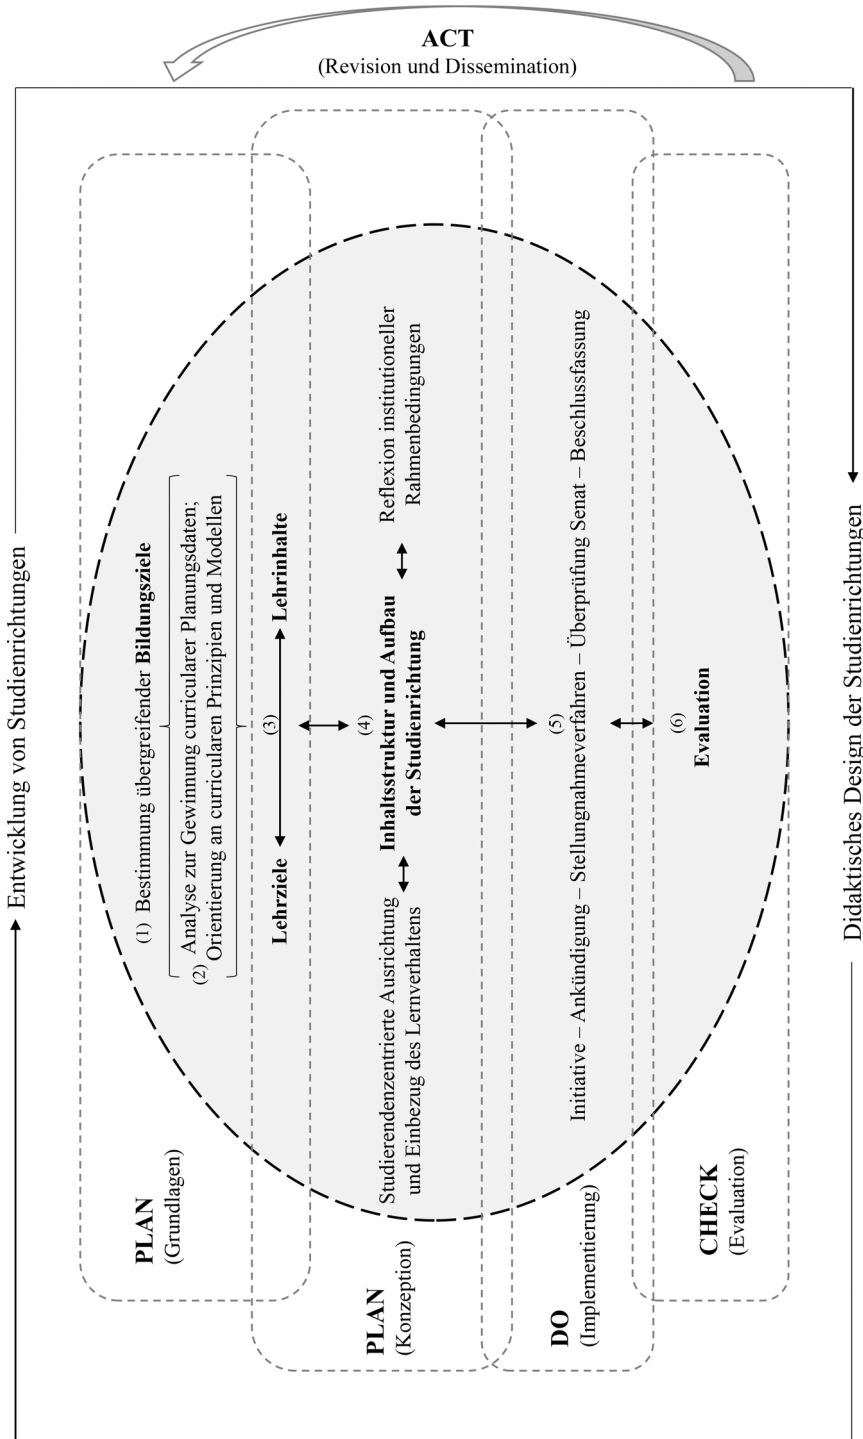 Entwicklung von Studienrichtungen
ACT
(Revision und Dissemination)
PLAN
(Grundlagen)
(1) Bestimmung übergreifender Bildungsziele
(2) Analyse zur Gewinnung curricularer Planungsdaten;
Orientierung an curricularen Prinzipien und Modellen
Lehrziele (3) Lehrinhalte
PLAN
(Konzeption)
Studierendenzentrierte Ausrichtung
und Einbezug des Lernverhaltens
(4)
Inhaltsstruktur und Aufbau
der Studienrichtung
Reflexion institutioneller
Rahmenbedingungen
DO
(Implementierung)
(5)
Initiative – Ankündigung – Stellungnahmeverfahren – Überprüfung Senat – Beschlussfassung
CHECK
(Evaluation)
(6)
Evaluation
Didaktisches Design der Studienrichtungen